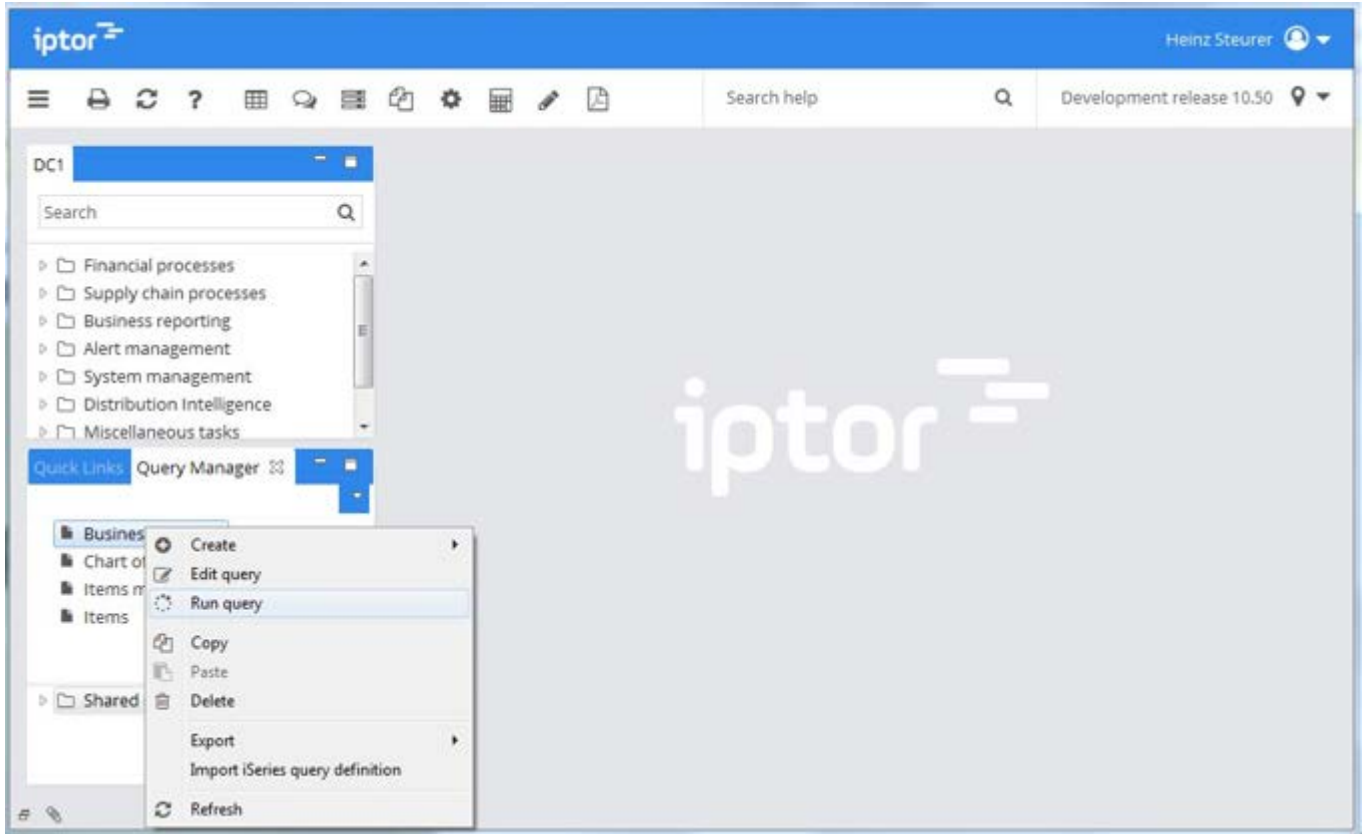 iptor
Heinz Steurer
?
Search help
Development release 10.50
DC1
Search
Financial processes
Supply chain processes
Business reporting
Alert management
System management
Distribution Intelligence
Miscellaneous tasks
iptor
Quick Links Query Manager
Busines
Create
Chart of
Edit query
Items m
Run query
Items
Copy
Paste
Shared
Delete
Export
Import iSeries query definition
Refresh